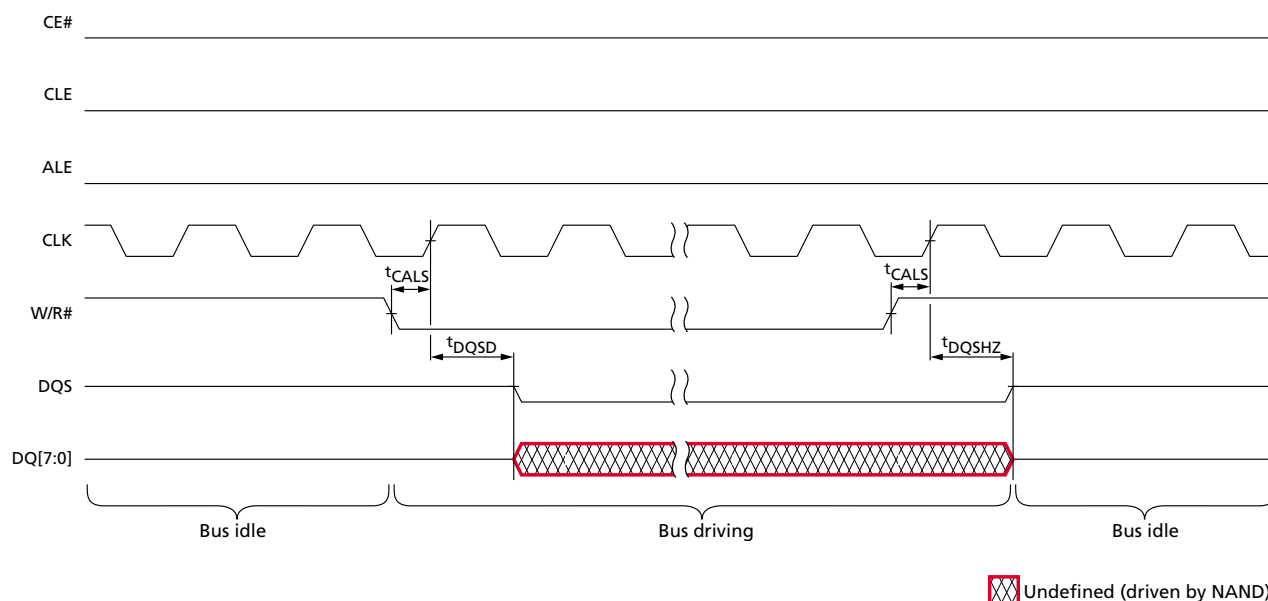 CE#
CLE
ALE
CLK
tCALS
tCALS
W/R#
tDQSD
tDQSHZ
DQS
DQ[7:0]
Bus idle
Bus driving
Bus idle
Undefined (driven by NAND)